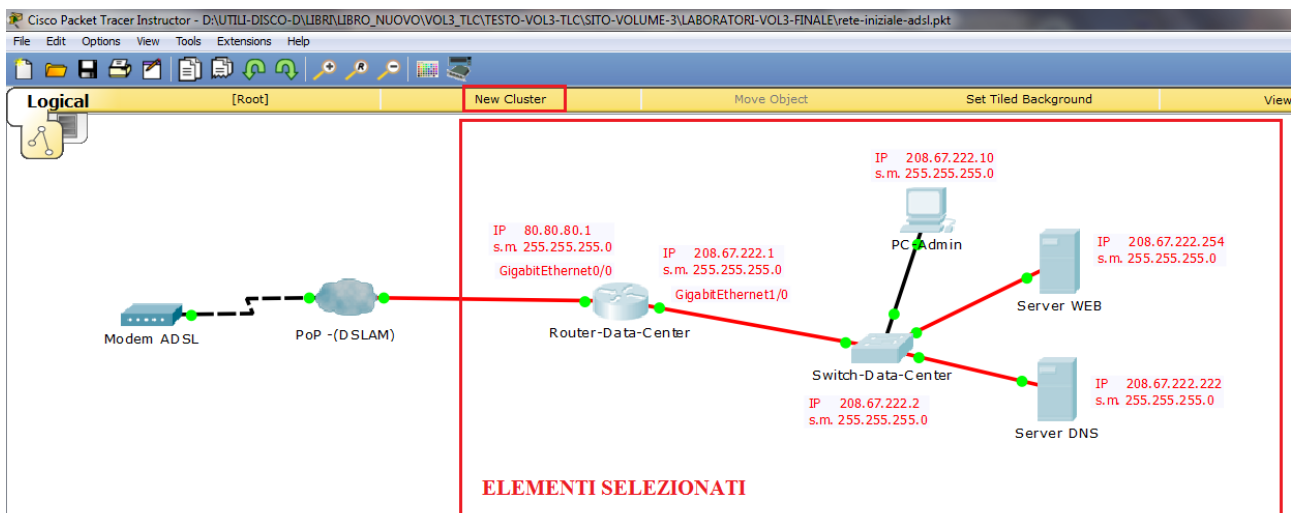 Cisco Packet Tracer Instructor - D:\UTILI-DISCO-D\LIBRI\LIBRO_NUOVO\VOL3_TLC\TESTO-VOL3-TLC\SITO-VOLUME-3\LABORATORI-VOL3-FINALE\rete-iniziale-adsl.pkt
File Edit Options View Tools Extensions Help
Logical [Root] New Cluster Move Object Set Tiled Background View
IP 208.67.222.10
s.m. 255.255.255.0
PC-Admin
IP 80.80.80.1
s.m. 255.255.255.0
GigabitEthernet0/0
IP 208.67.222.1
s.m. 255.255.255.0
GigabitEthernet1/0
IP 208.67.222.254
s.m. 255.255.255.0
Server WEB
Modem ADSL
PoP -(DSLAM)
Router-Data-Center
Switch-Data-Center
IP 208.67.222.2
s.m. 255.255.255.0
IP 208.67.222.222
s.m. 255.255.255.0
Server DNS
ELEMENTI SELEZIONATI